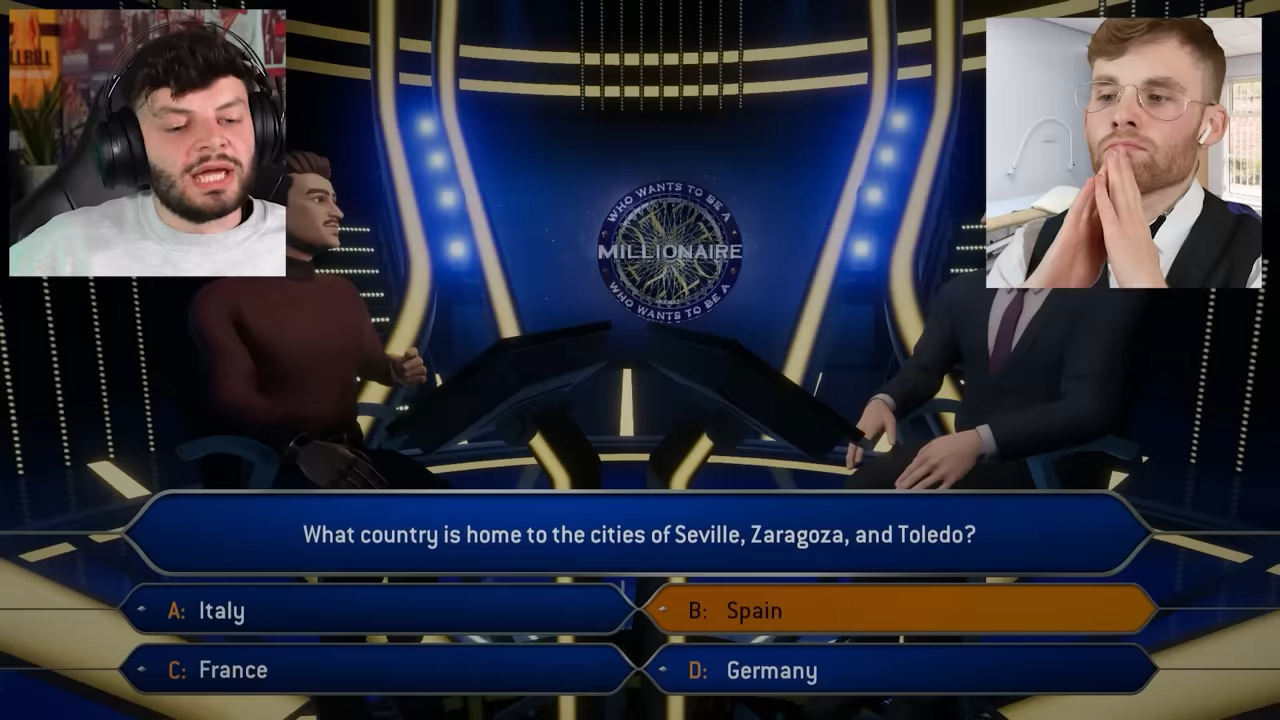 LLBILL
WHO WANTS TO BE A
MILLIONAIRE
WHO WANTS TO BE A
What country is home to the cities of Seville, Zaragoza, and Toledo?
A: Italy
B: Spain
C: France
D: Germany